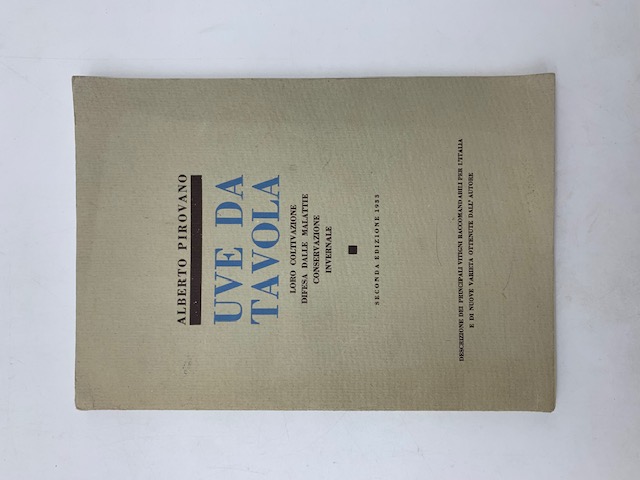 ALBERTO PIROVANO
UVE DA
TAVOLA
LORO COLTIVAZIONE
DIFESA DALLE MALATTIE
CONSERVAZIONE
INVERNALE
SECONDA EDIZIONE 1933
DESCRIZIONE DEI PRINCIPALI VITIGNI RACCOMANDABILI PER L'ITALIA
E DI NUOVE VARIETÀ OTTENUTE DALL'AUTORE